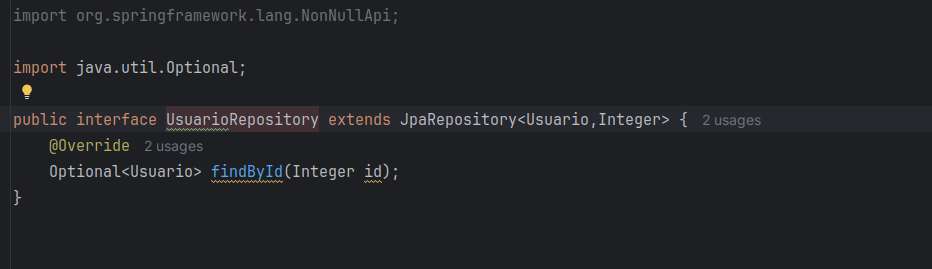 import org.springframework.lang.NonNullApi;
import java.util.Optional;
public interface UsuarioRepository extends JpaRepository<Usuario,Integer> { 2 usages
@Override 2 usages
Optional<Usuario> findById(Integer id);
}